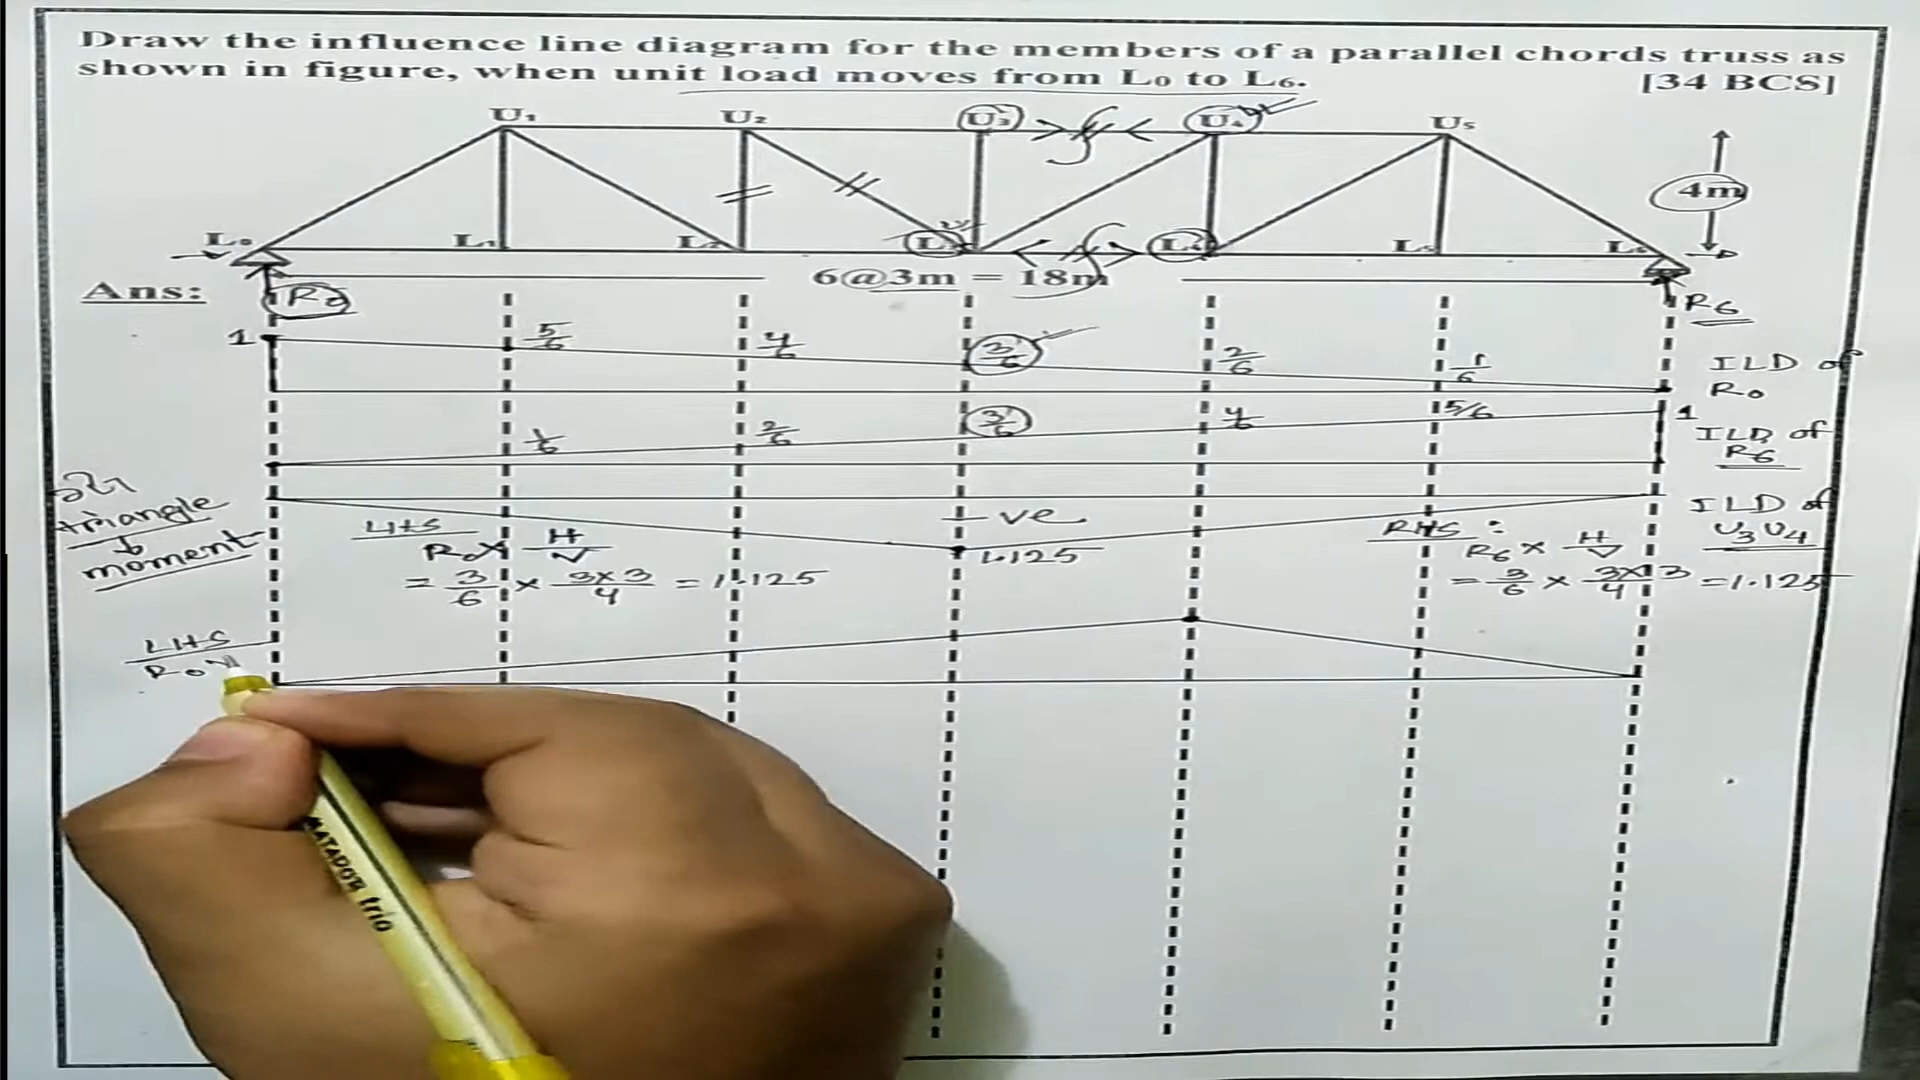 Draw the influence line diagram for the members of a parallel chords truss as
shown in figure, when unit load moves from L₀ to L₆. [34 BCS]
U₁ U₂ U₃ U₄ U₅
4m
L₀ L₁ L₂ L₃ L₄ L₅ L₆
6@3m = 18m
Ans:
R₀ R₆
1 5/6 4/6 3/6 2/6 1/6 ILD of
R₀
1/6 2/6 3/6 4/6 5/6 1 ILD of
R₆
triangle
↓
moment
-ve
1.125
ILD of
U₃U₄
LHS
R₀ × H/V
= 3/6 × 3×3/4 = 1.125
RHS:
R₆ × H/V
= 3/6 × 3×3/4 = 1.125
LHS
R₀
MATADOR trio